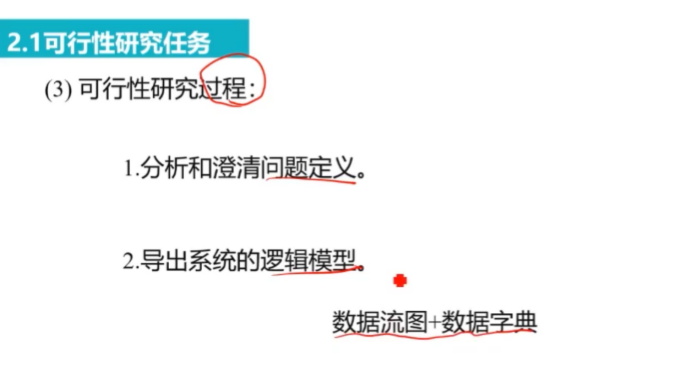 2.1可行性研究任务
(3) 可行性研究过程：
1.分析和澄清问题定义。
2.导出系统的逻辑模型。
数据流图+数据字典